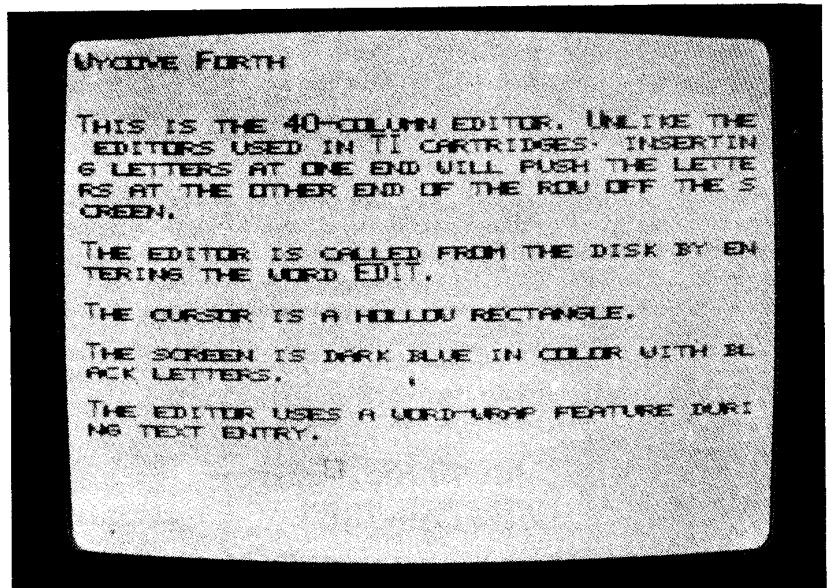 Wycove Forth
This is the 40-column editor. Unlike the
editors used in TI cartridges. insertin
g letters at one end will push the lette
rs at the other end of the row off the s
creen.
The editor is called from the disk by en
tering the word EDIT.
The cursor is a hollow rectangle.
The screen is dark blue in color with bl
ack letters.
The editor uses a word-wrap feature duri
ng text entry.